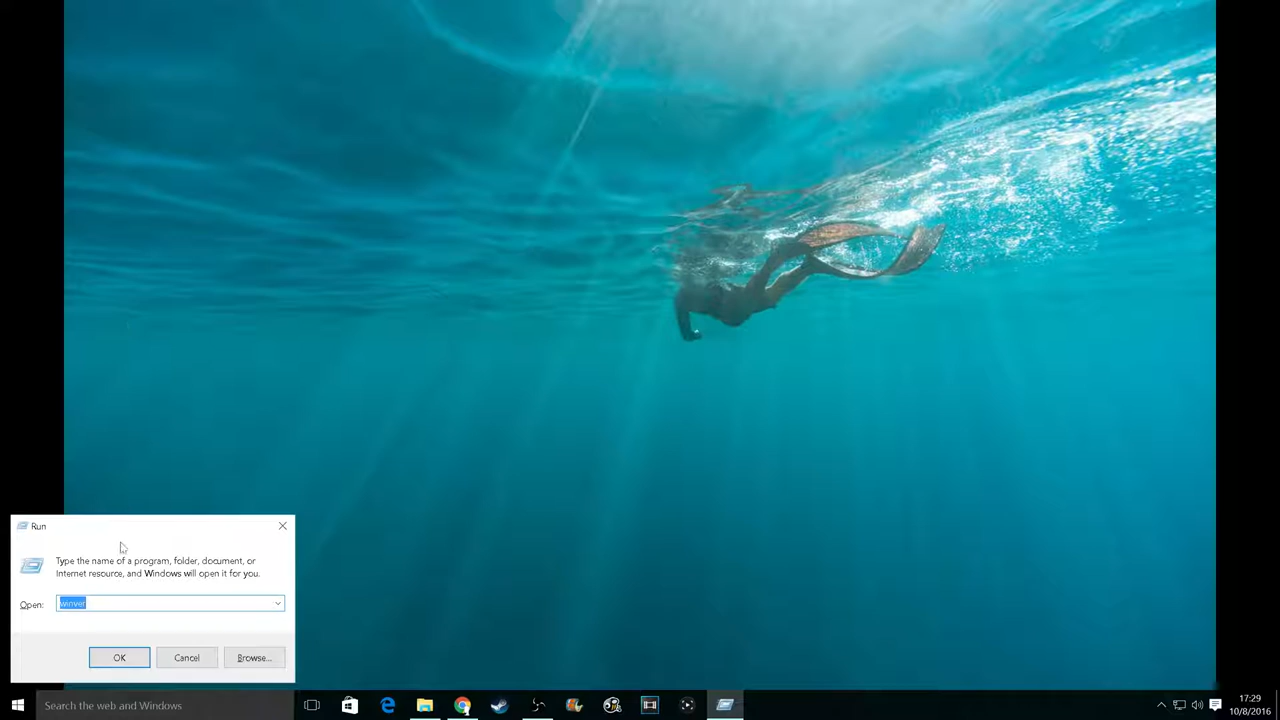 Run
Type the name of a program, folder, document, or
Internet resource, and Windows will open it for you.
Open:
winver
OK
Cancel
Browse...
Search the web and Windows
17:29
10/8/2016